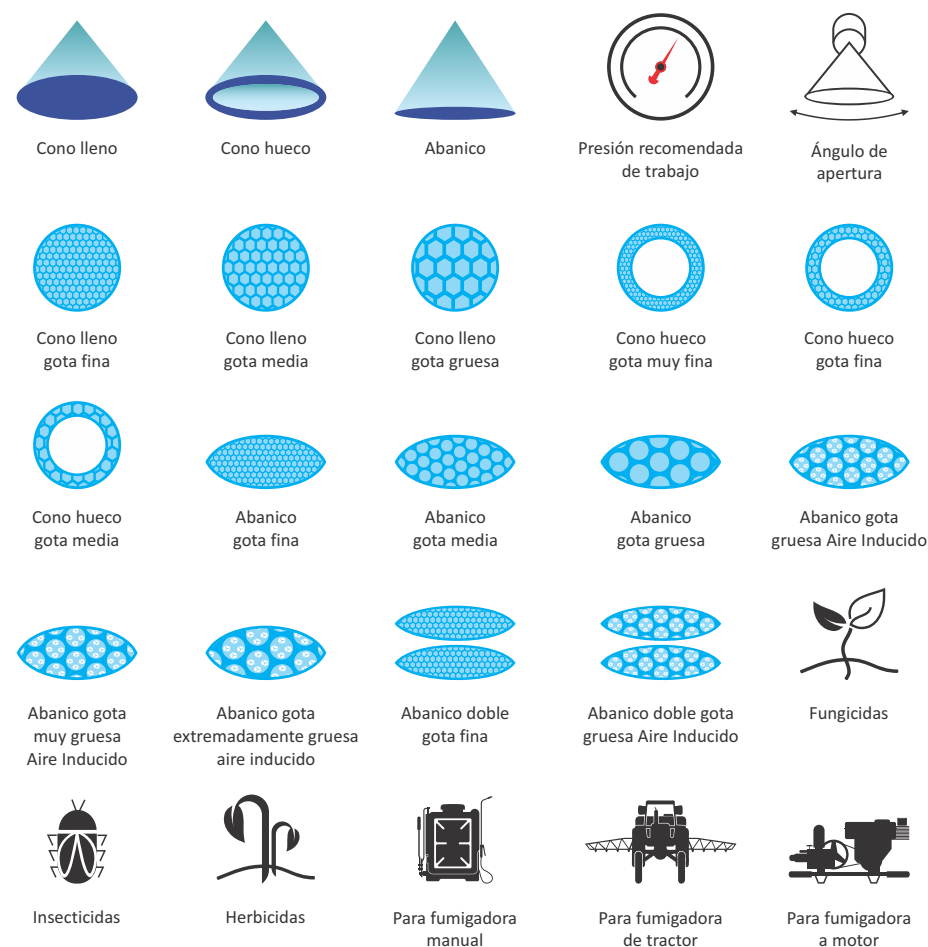 Cono lleno
Cono hueco
Abanico
Presión recomendada
de trabajo
Ángulo de
apertura
Cono lleno
gota fina
Cono lleno
gota media
Cono lleno
gota gruesa
Cono hueco
gota muy fina
Cono hueco
gota fina
Cono hueco
gota media
Abanico
gota fina
Abanico
gota media
Abanico
gota gruesa
Abanico gota
gruesa Aire Inducido
Abanico gota
muy gruesa
Aire Inducido
Abanico gota
extremadamente gruesa
aire inducido
Abanico doble
gota fina
Abanico doble gota
gruesa Aire Inducido
Fungicidas
Insecticidas
Herbicidas
Para fumigadora
manual
Para fumigadora
de tractor
Para fumigadora
a motor